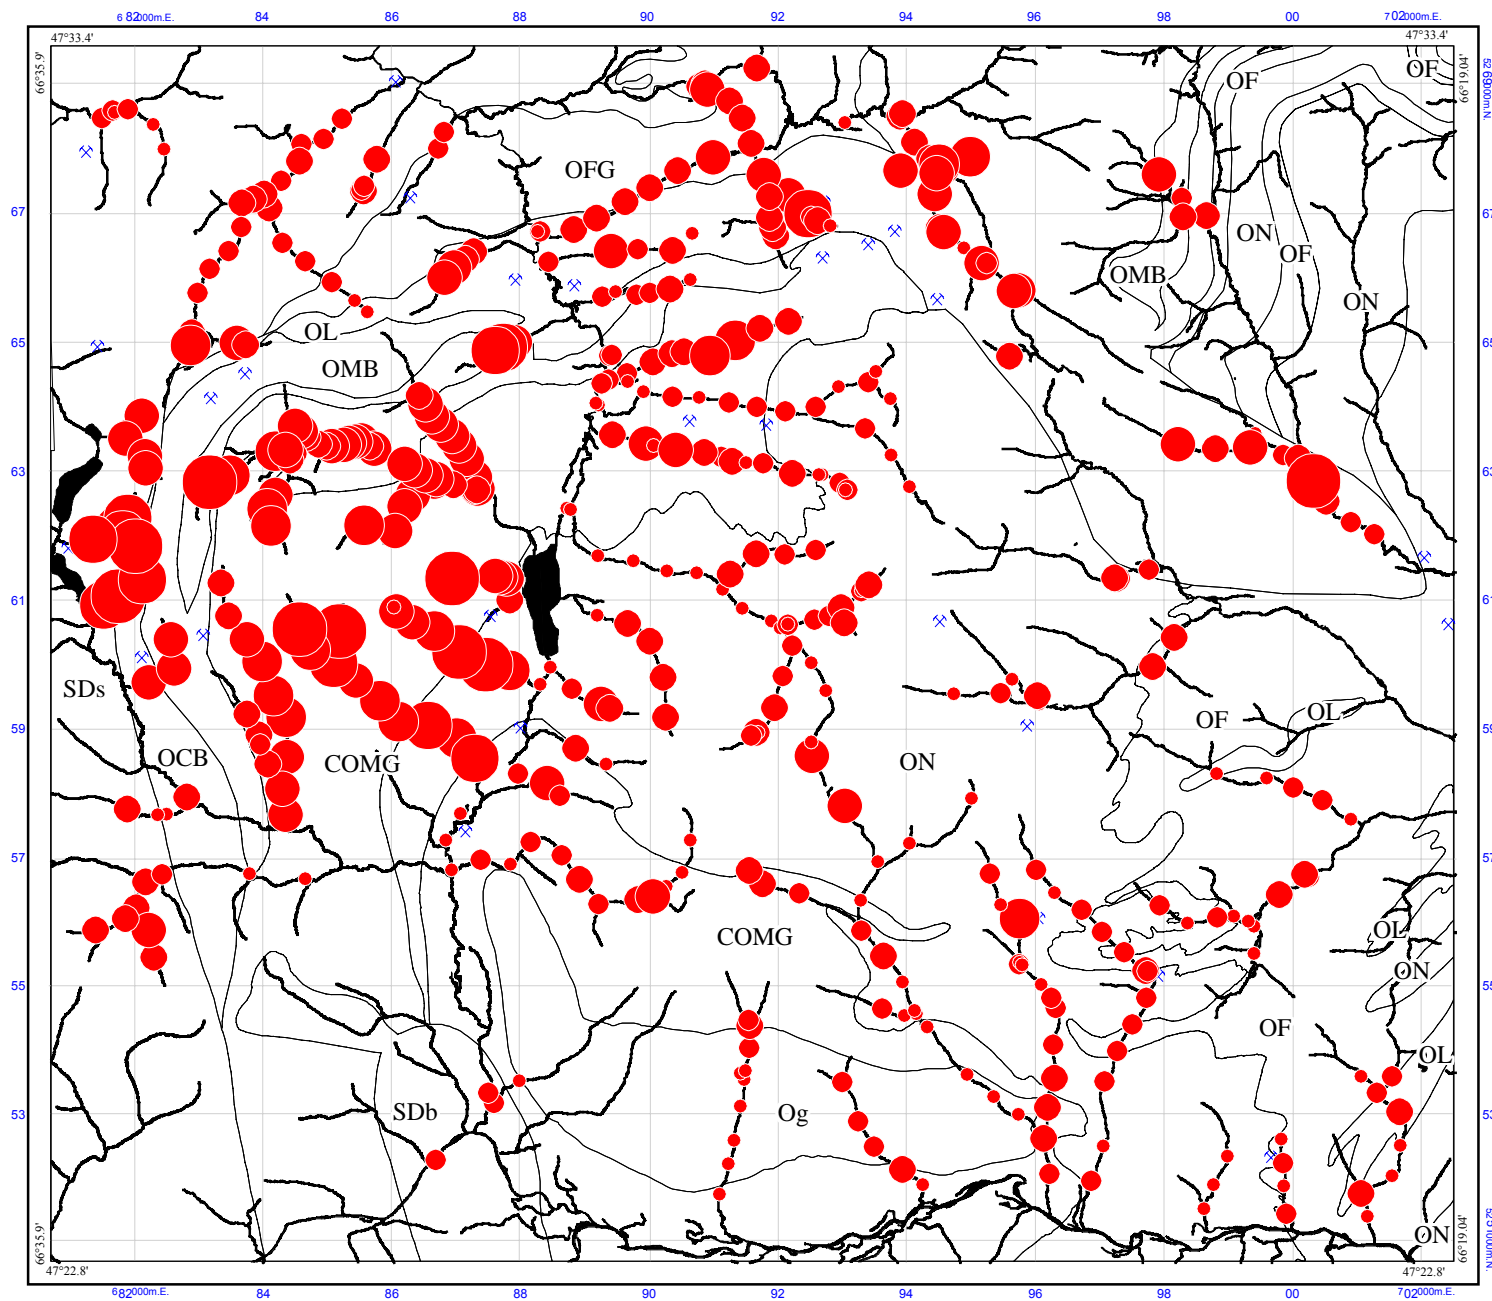 6 82000m.E. 84 86 88 90 92 94 96 98 00 702000m.E.
47°33.4' 47°33.4'
66°35.9' 66°19.04'
OF OF
OFG
67 67
ON
OF
OMB
ON
OL
65 65
OMB
63 63
61 61
SDs
OL
OF
59 59
OCB
COMG
ON
57 57
OL
COMG
ON
55 55
OF
OL
SDb
Og
53 53
ON
66°35.9' 66°19.04'
47°22.8' 47°22.8'
682000m.E. 84 86 88 90 92 94 96 98 00 702000m.E.